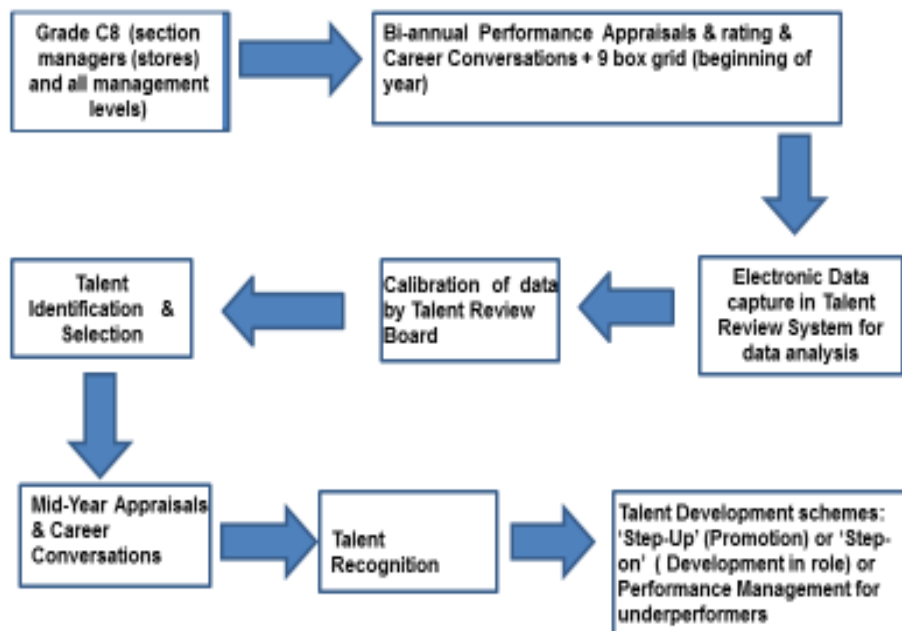 Grade C8 (section
managers
(stores)
and all management
levels)
Bi-annual Performance Appraisals & rating &
Career Conversations + 9 box grid (beginning of
year)
Electronic Data
capture in Talent
Review System for
data analysis
Calibration of data
by Talent Review
Board
Talent
Identification &
Selection
Mid-Year Appraisals
& Career
Conversations
Talent
Recognition
Talent Development schemes:
‘Step-Up’ (Promotion) or ‘Step-
on’ ( Development in role) or
Performance Management for
underperformers